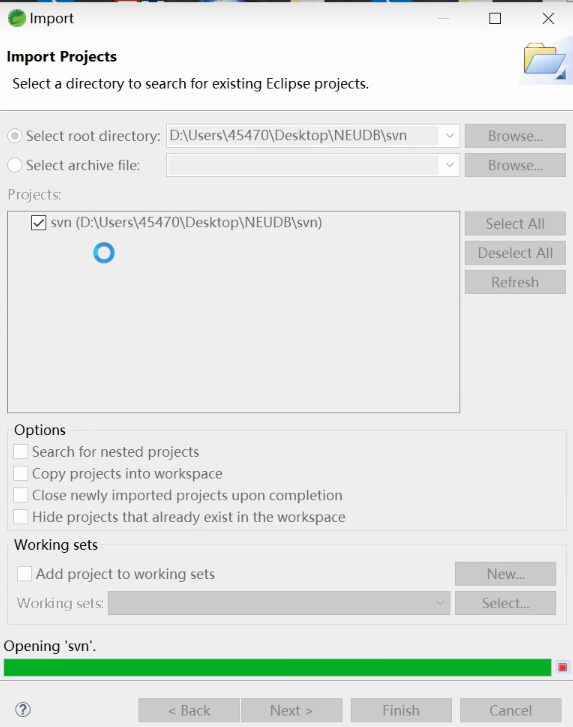 Import
Import Projects
Select a directory to search for existing Eclipse projects.
Select root directory: D:\Users\45470\Desktop\NEUDB\svn Browse...
Select archive file: Browse...
Projects:
svn (D:\Users\45470\Desktop\NEUDB\svn)
Select All
Deselect All
Refresh
Options
Search for nested projects
Copy projects into workspace
Close newly imported projects upon completion
Hide projects that already exist in the workspace
Working sets
Add project to working sets New...
Working sets: Select...
Opening 'svn'.
? < Back Next > Finish Cancel